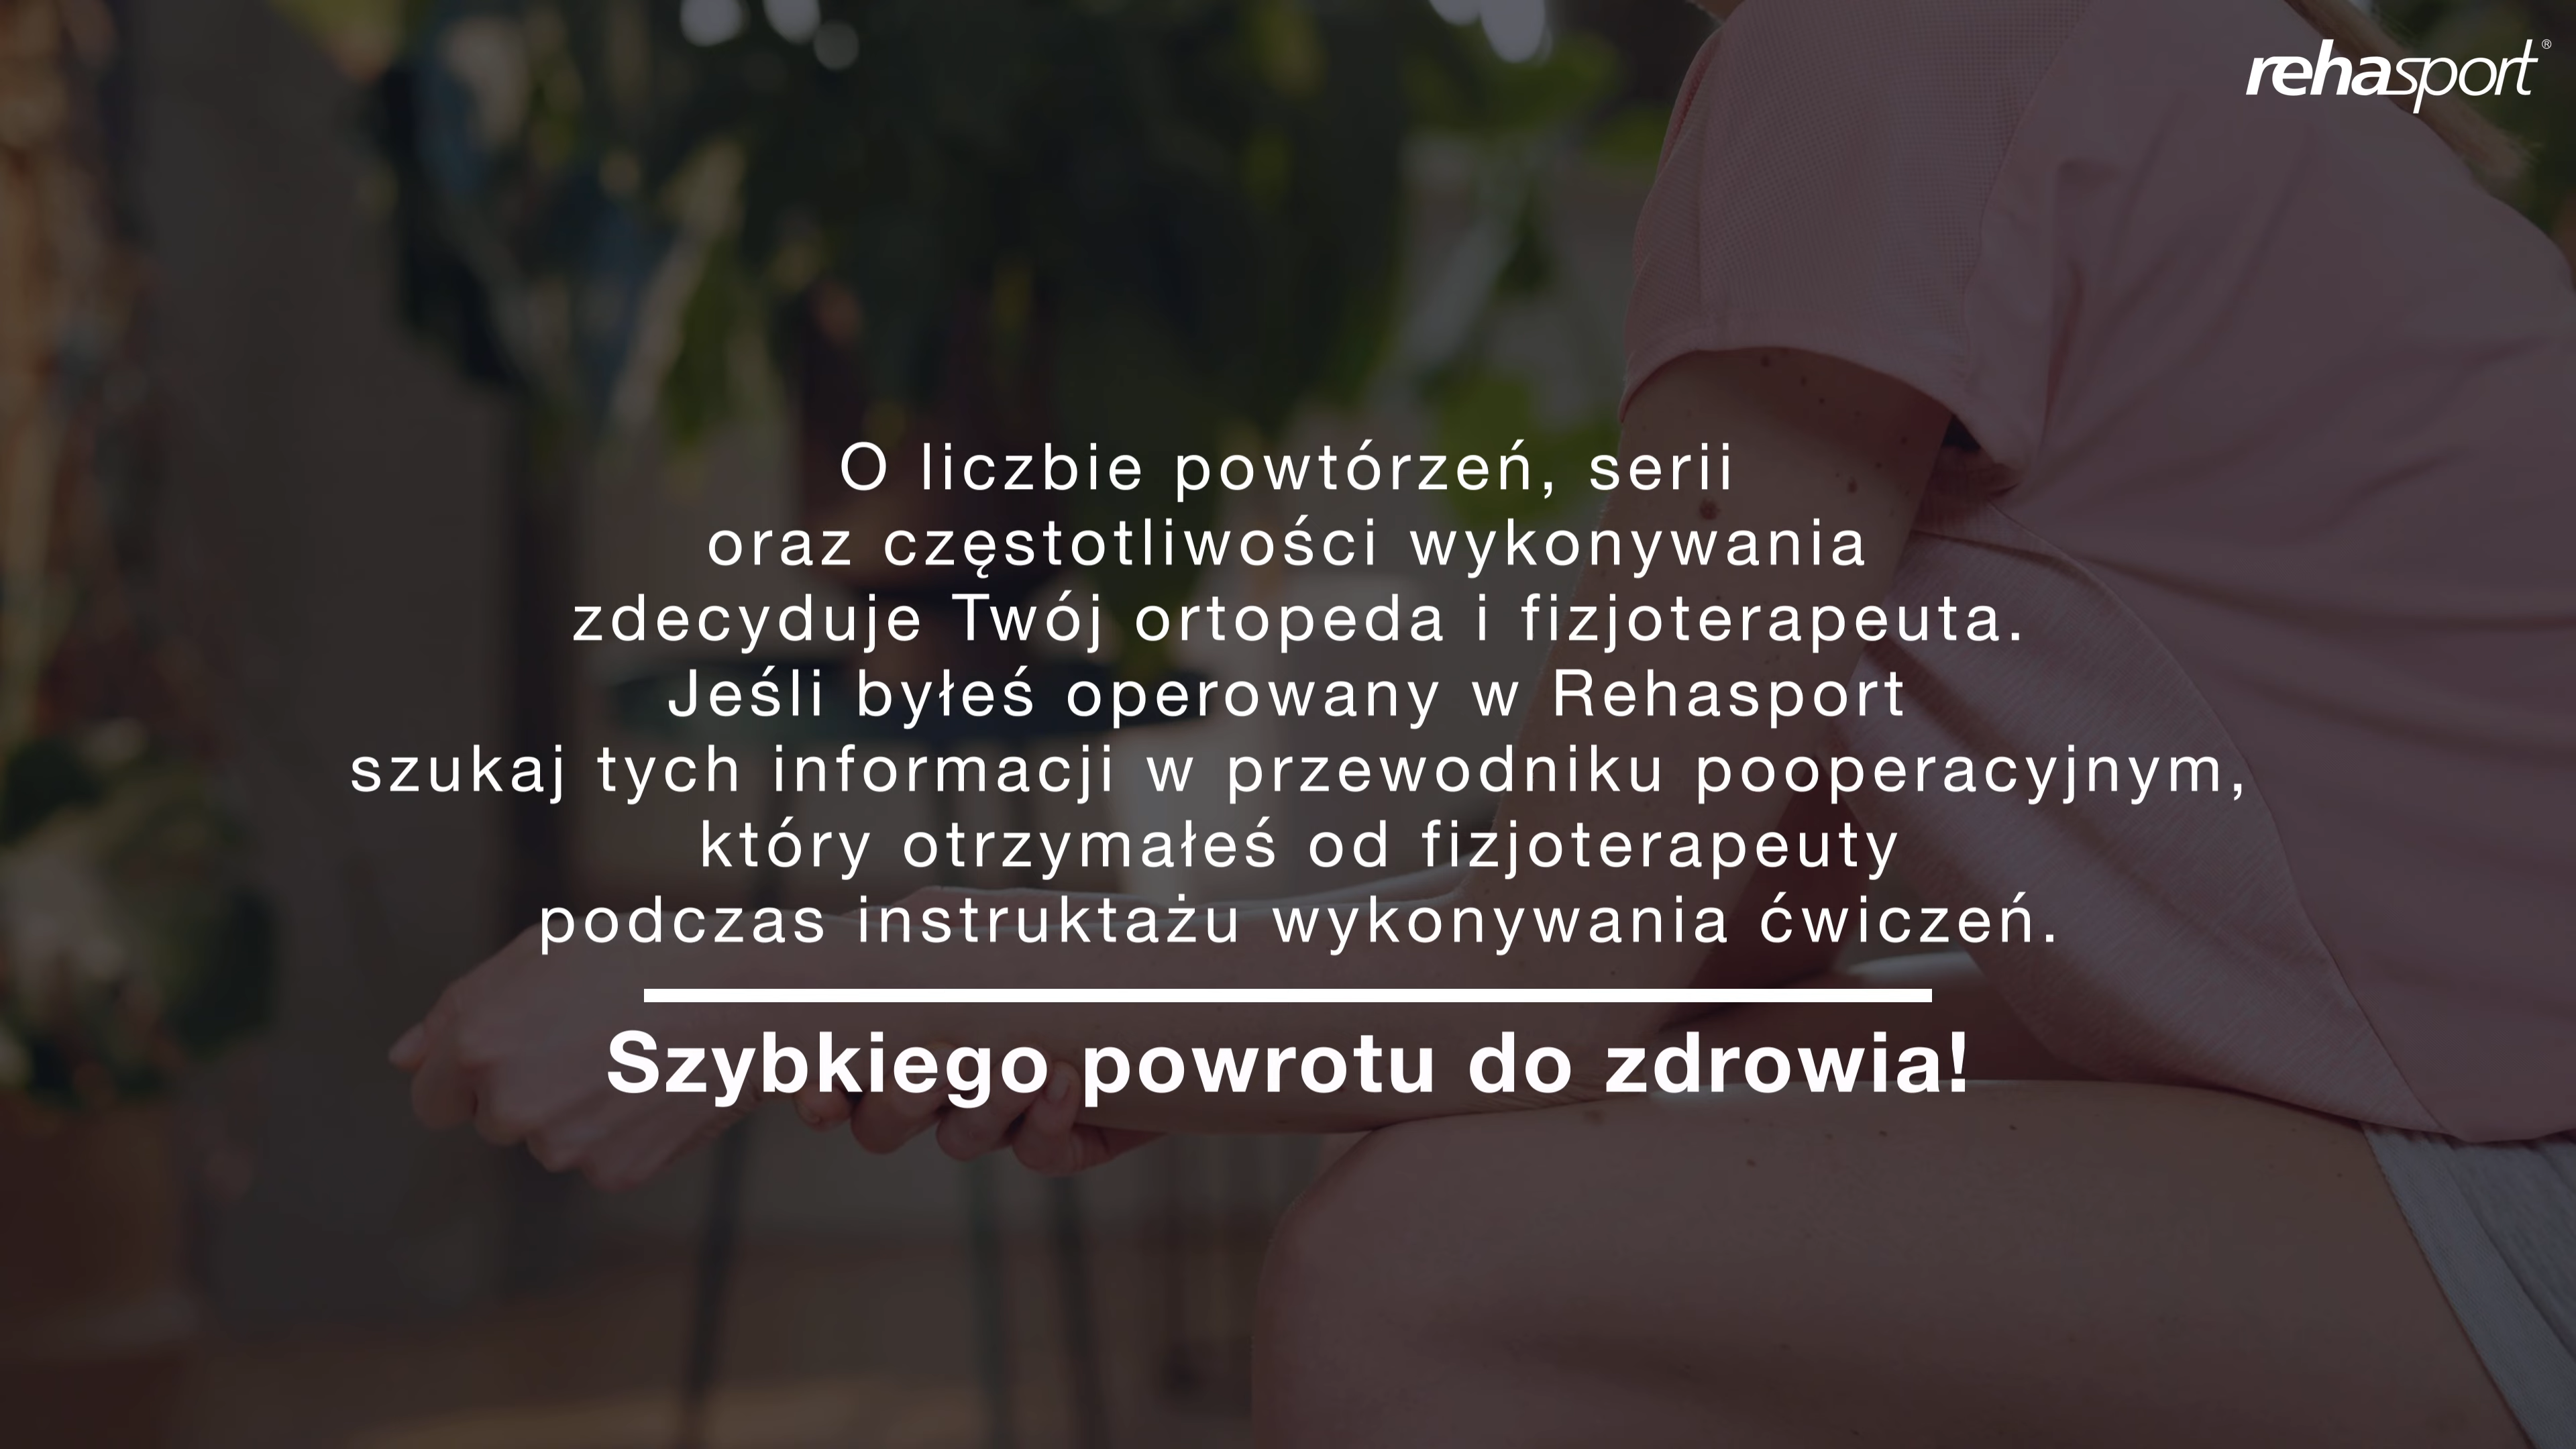 rehasport®
O liczbie powtórzeń, serii
oraz częstotliwości wykonywania
zdecyduje Twój ortopeda i fizjoterapeuta.
Jeśli byłeś operowany w Rehasport
szukaj tych informacji w przewodniku pooperacyjnym,
który otrzymałeś od fizjoterapeuty
podczas instruktażu wykonywania ćwiczeń.
Szybkiego powrotu do zdrowia!